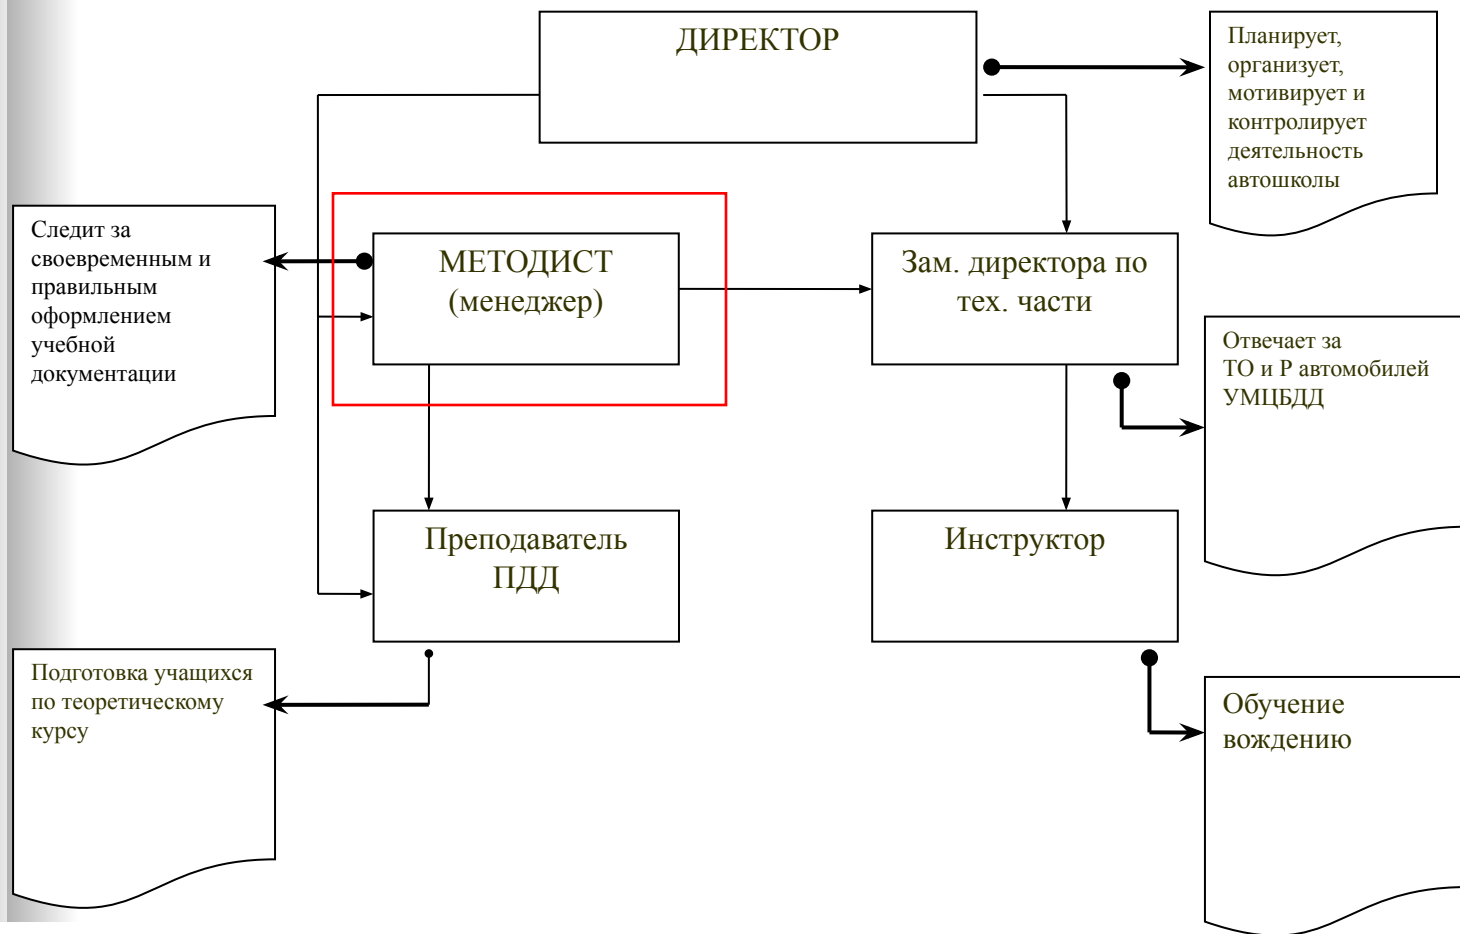 ДИРЕКТОР
Планирует,
организует,
мотивирует и
контролирует
деятельность
автошколы
Следит за
своевременным и
правильным
оформлением
учебной
документации
МЕТОДИСТ
(менеджер)
Зам. директора по
тех. части
Отвечает за
ТО и Р автомобилей
УМЦБДД
Преподаватель
ПДД
Инструктор
Подготовка учащихся
по теоретическому
курсу
Обучение
вождению